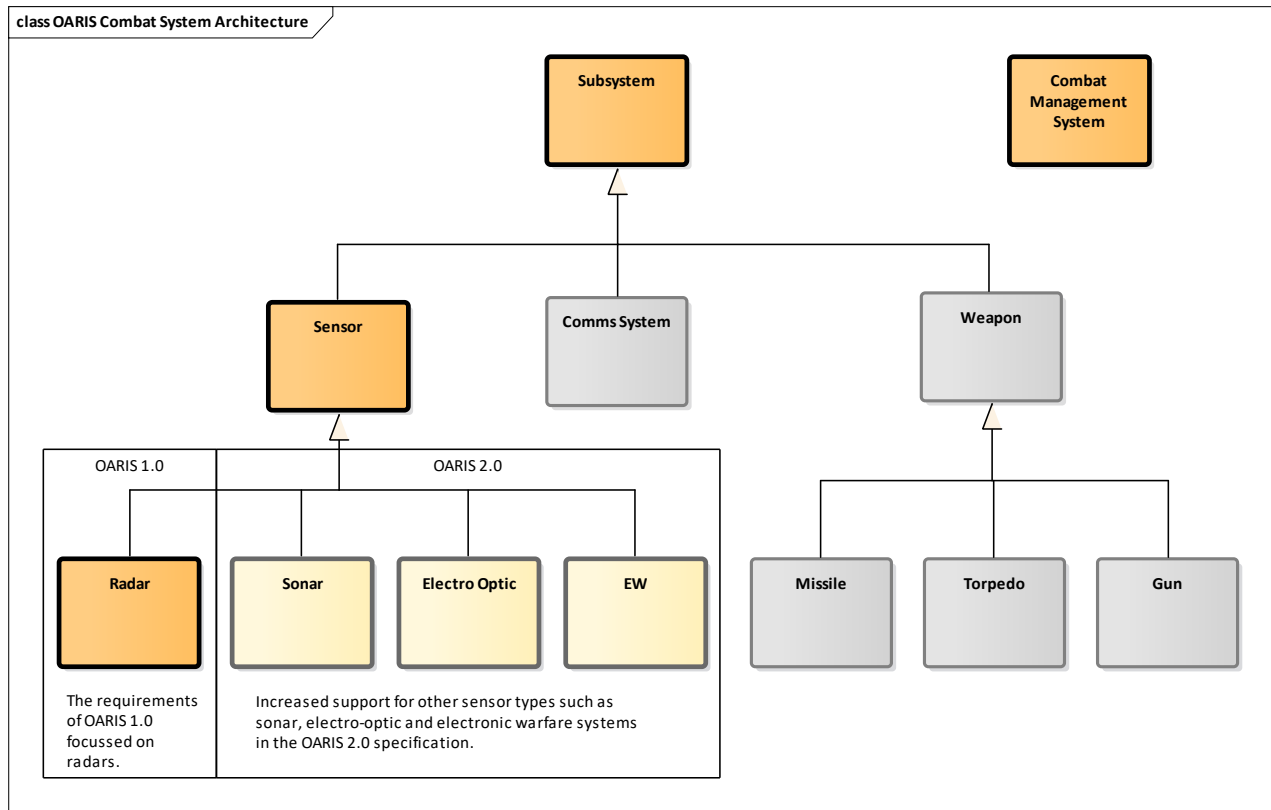 class OARIS Combat System Architecture
Subsystem
Combat
Management
System
Sensor
Comms System
Weapon
OARIS 1.0
OARIS 2.0
Radar
Sonar
Electro Optic
EW
Missile
Torpedo
Gun
The requirements
of OARIS 1.0
focussed on
radars.
Increased support for other sensor types such as
sonar, electro-optic and electronic warfare systems
in the OARIS 2.0 specification.